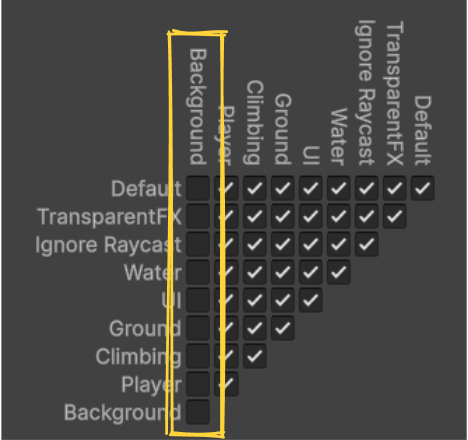 Background
Player
Climbing
Ground
UI
Water
Ignore Raycast
TransparentFX
Default
Default
TransparentFX
Ignore Raycast
Water
UI
Ground
Climbing
Player
Background